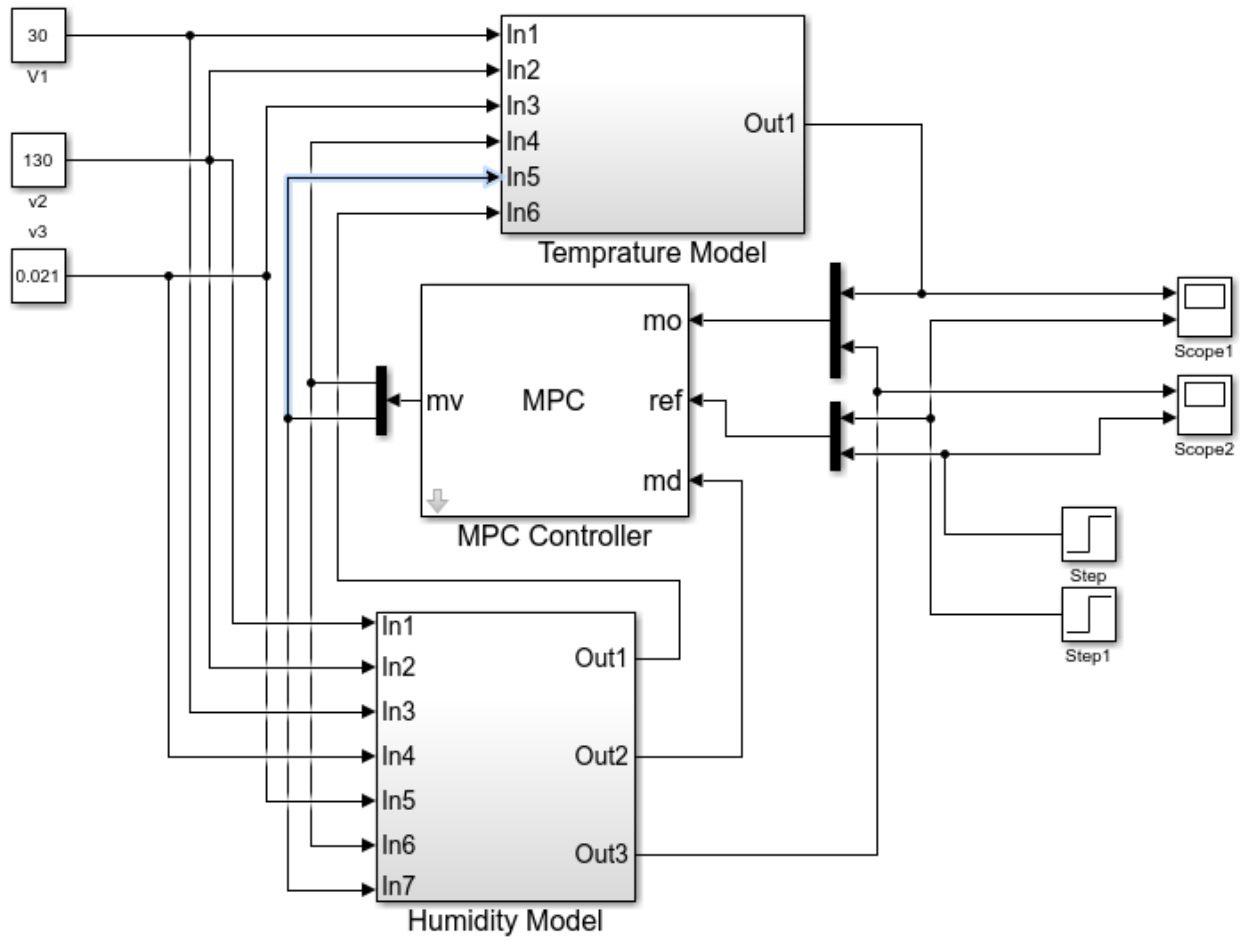 30
V1
130
v2
v3
0.021
In1
In2
In3
In4
In5
In6
Out1
Temprature Model
mv
MPC
mo
ref
md
MPC Controller
Scope1
Scope2
Step
Step1
In1
In2
In3
In4
In5
In6
In7
Out1
Out2
Out3
Humidity Model